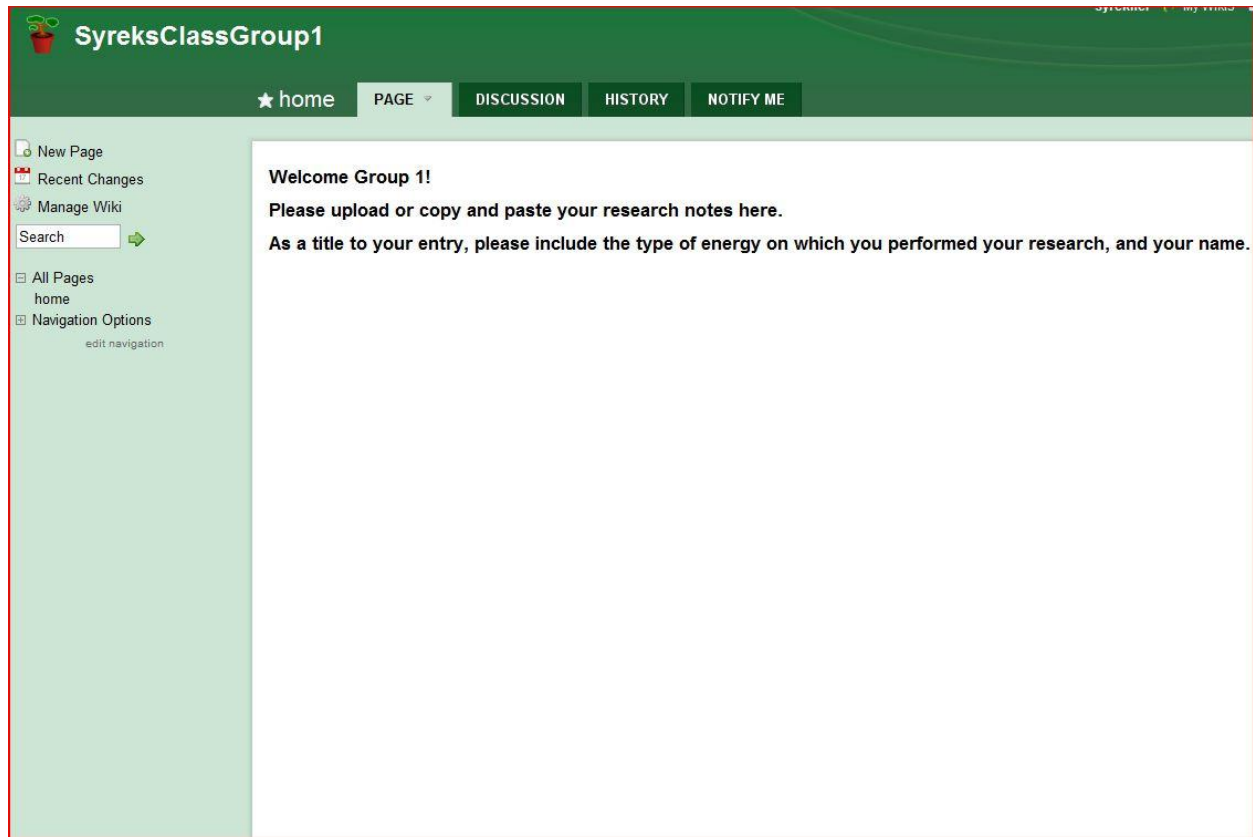 My Wikis
SyreksClassGroup1
home PAGE DISCUSSION HISTORY NOTIFY ME
New Page
Recent Changes
Manage Wiki
Search
All Pages
home
Navigation Options
edit navigation
Welcome Group 1!
Please upload or copy and paste your research notes here.
As a title to your entry, please include the type of energy on which you performed your research, and your name.